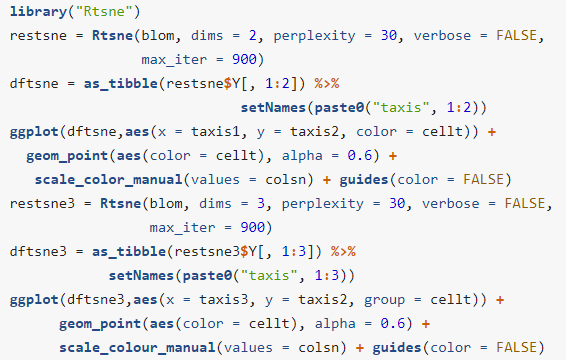 library("Rtsne")
restsne = Rtsne(blom, dims = 2, perplexity = 30, verbose = FALSE,
                max_iter = 900)
dftsne = as_tibble(restsne$Y[, 1:2]) %>%
                             setNames(paste0("taxis", 1:2))
ggplot(dftsne,aes(x = taxis1, y = taxis2, color = cellt)) +
  geom_point(aes(color = cellt), alpha = 0.6) +
   scale_color_manual(values = colsn) + guides(color = FALSE)
restsne3 = Rtsne(blom, dims = 3, perplexity = 30, verbose = FALSE,
                 max_iter = 900)
dftsne3 = as_tibble(restsne3$Y[, 1:3]) %>%
            setNames(paste0("taxis", 1:3))
ggplot(dftsne3,aes(x = taxis3, y = taxis2, group = cellt)) +
      geom_point(aes(color = cellt), alpha = 0.6) +
      scale_colour_manual(values = colsn) + guides(color = FALSE)